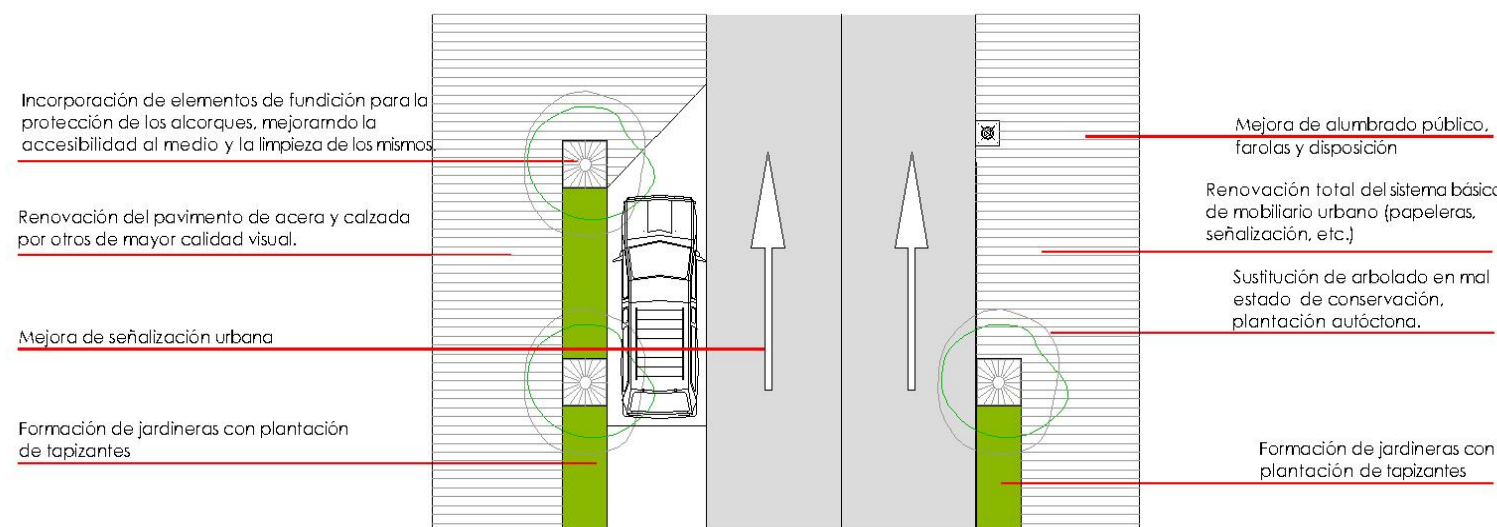 Incorporación de elementos de fundición para la
protección de los alcorques, mejorarndo la
accesibilidad al medio y la limpieza de los mismos.
Renovación del pavimento de acera y calzada
por otros de mayor calidad visual.
Mejora de señalización urbana
Formación de jardineras con plantación
de tapizantes
Mejora de alumbrado público,
farolas y disposición
Renovación total del sistema básico
de mobiliario urbano (papeleras,
señalización, etc.)
Sustitución de arbolado en mal
estado de conservación,
plantación autóctona.
Formación de jardineras con
plantación de tapizantes